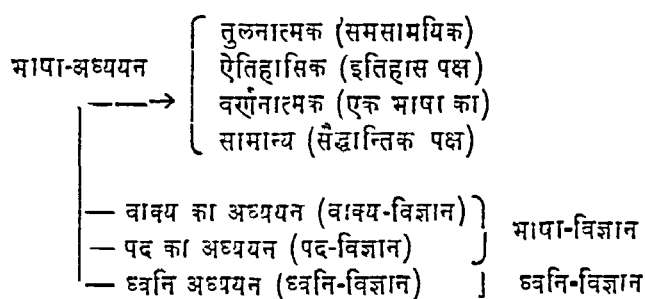 तुलनात्मक (समसामयिक)
भाषा-अध्ययन
ऐतिहासिक (इतिहास पक्ष)
वर्णनात्मक (एक भाषा का)
सामान्य (सैद्धान्तिक पक्ष)
वाक्य का अध्ययन (वाक्य-विज्ञान)
भाषा-विज्ञान
पद का अध्ययन (पद-विज्ञान)
ध्वनि अध्ययन (ध्वनि-विज्ञान) ध्वनि-विज्ञान